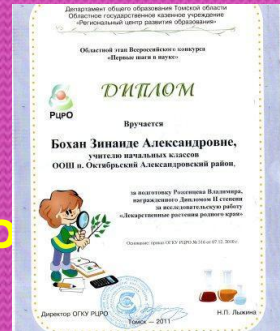 Департамент общего образования Томской области
Областное государственное казенное учреждение
«Региональный центр развития образования»
Областной этап Всероссийского конкурса
«Первые шаги в науке»
ДИПЛОМ
РЦРО
Вручается
Бохан Зинаиде Александровне,
учителю начальных классов
ООШ п. Октябрьский Александровский район,
за подготовку Роденцева Владимира,
награжденного Дипломом II степени
за исследовательскую работу
«Лекарственные растения родного края»
Директор ОГКУ РЦРО
Н.П. Лыжина
Томск – 2011